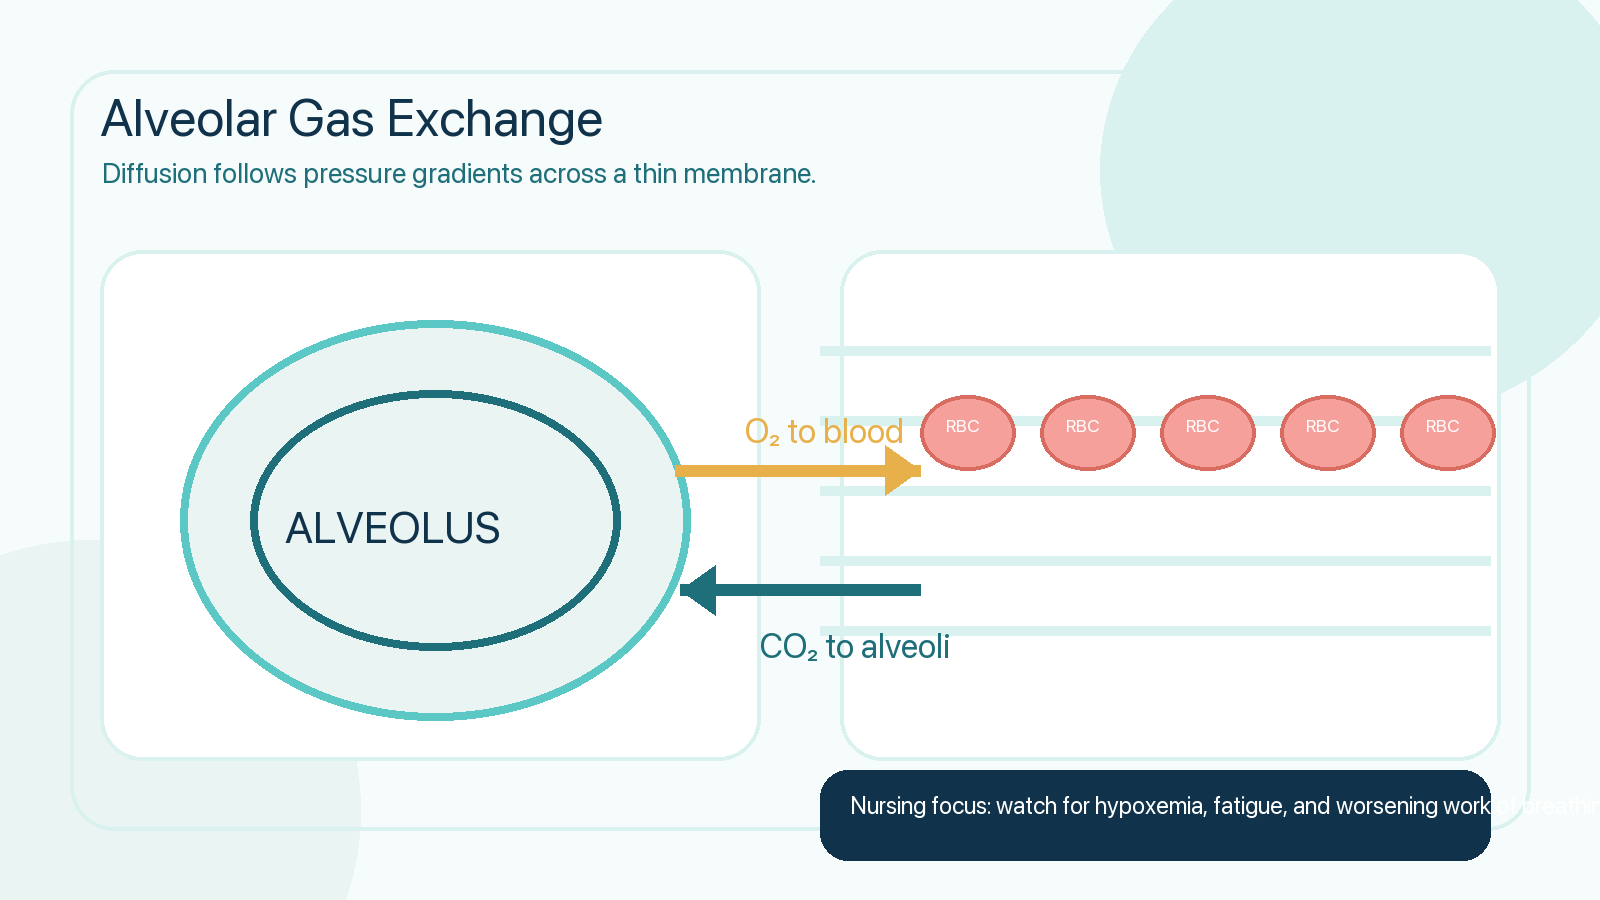 Alveolar Gas Exchange
Diffusion follows pressure gradients across a thin membrane.
O₂ to blood
RBC
RBC
RBC
RBC
RBC
ALVEOLUS
CO₂ to alveoli
Nursing focus: watch for hypoxemia, fatigue, and worsening work of